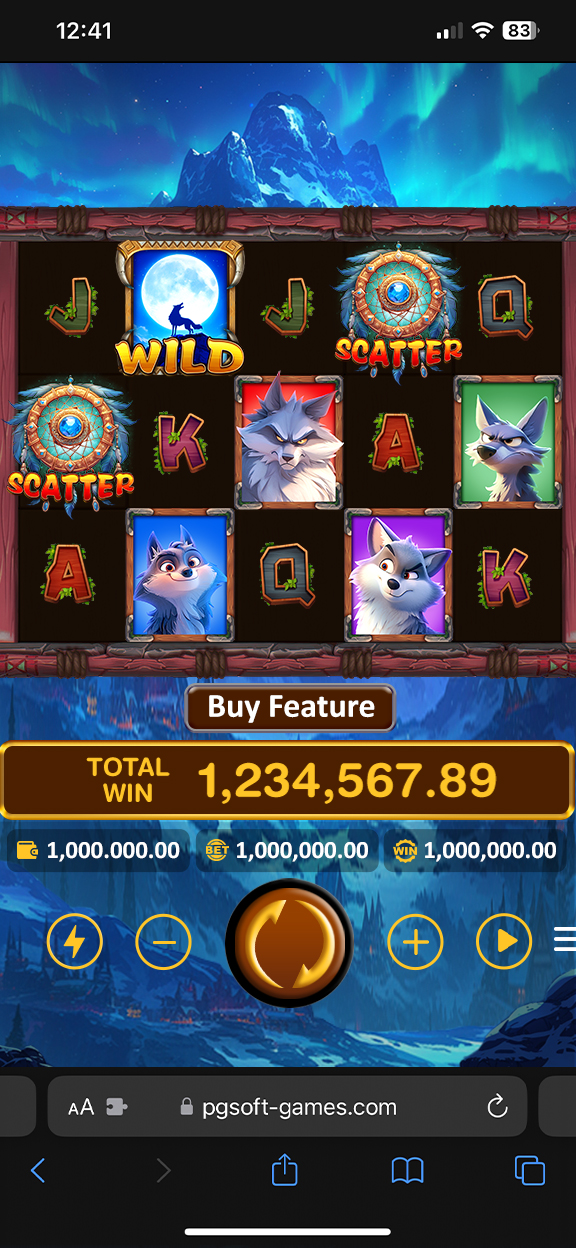 12:41
83
J
WILD
J
SCATTER
Q
SCATTER
K
A
A
Q
K
Buy Feature
TOTAL WIN 1,234,567.89
1,000.000.00 BET 1,000,000.00 WIN 1,000,000.00
AA pgsoft-games.com